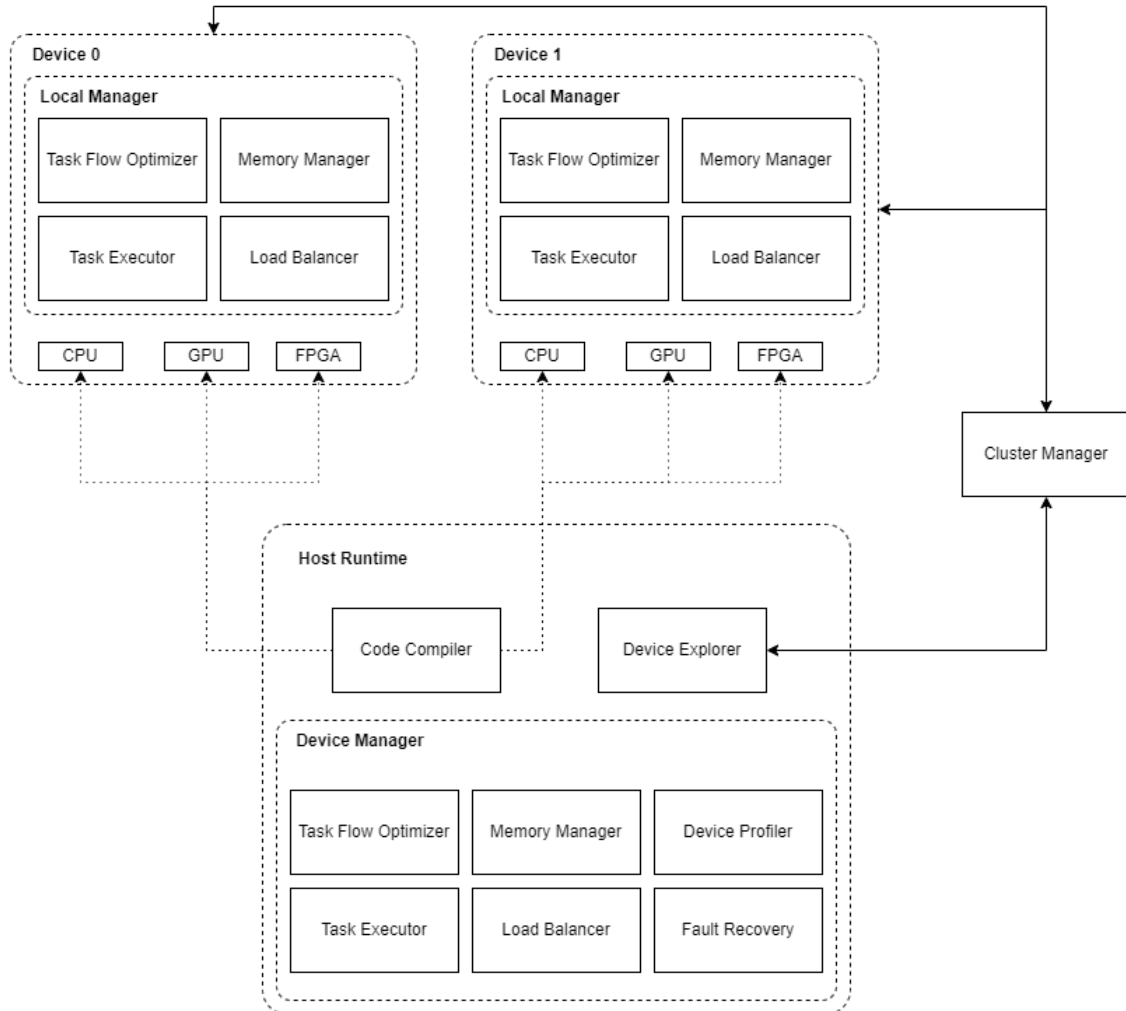 Device 0
Local Manager
Task Flow Optimizer
Memory Manager
Task Executor
Load Balancer
CPU
GPU
FPGA
Device 1
Local Manager
Task Flow Optimizer
Memory Manager
Task Executor
Load Balancer
CPU
GPU
FPGA
Cluster Manager
Host Runtime
Code Compiler
Device Explorer
Device Manager
Task Flow Optimizer
Memory Manager
Device Profiler
Task Executor
Load Balancer
Fault Recovery